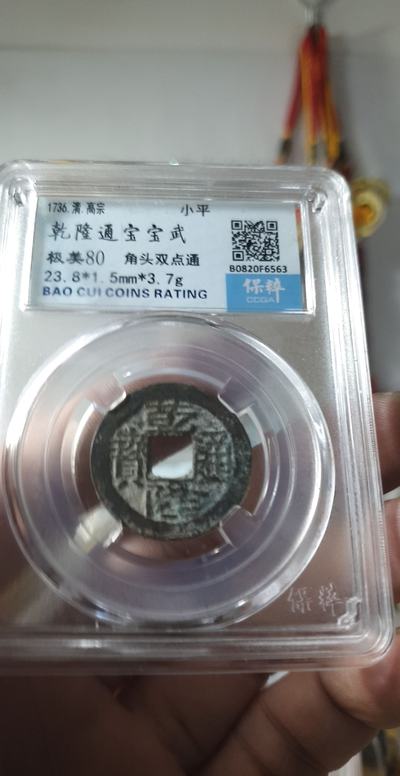 1736.清.高宗 小平
乾隆通宝宝武
极美80 角头双点通
23.8*1.5mm*3.7g
BAO CUI COINS RATING
B0820F6563
保粹
CCGA
乾隆通寶
保粹